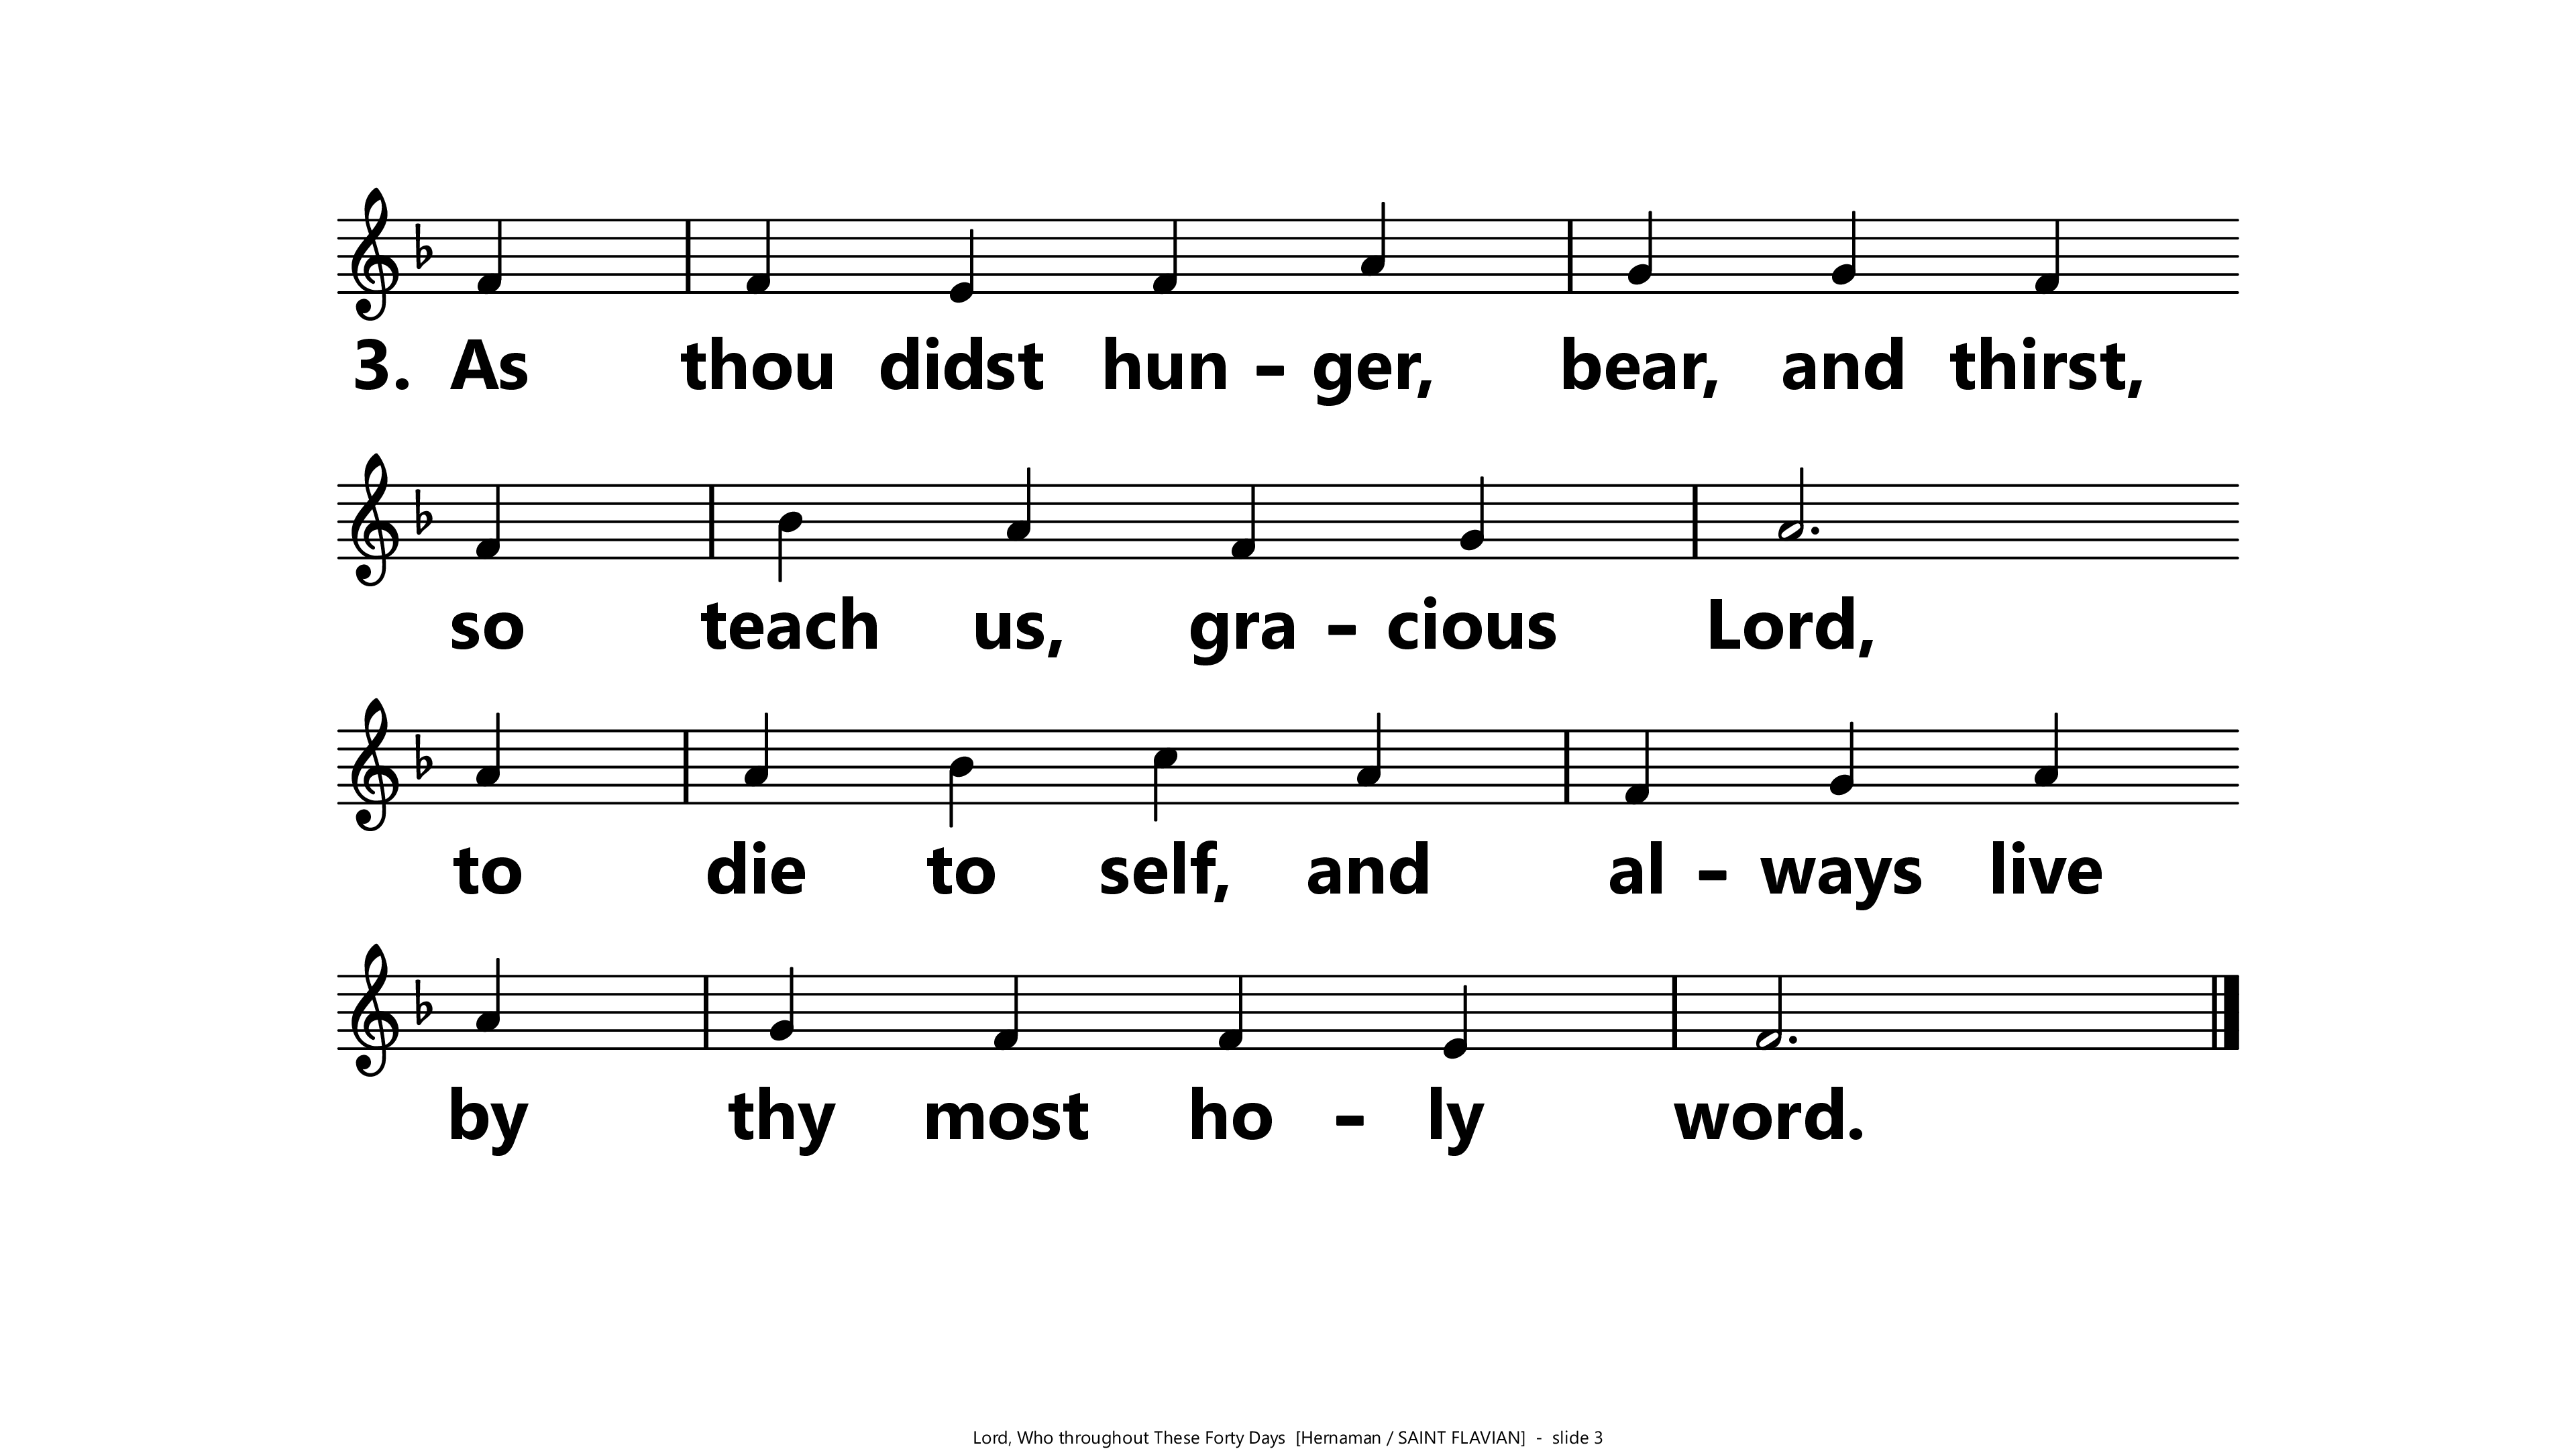 3. As thou didst hun - ger, bear, and thirst,
so teach us, gra - cious Lord,
to die to self, and al - ways live
by thy most ho - ly word.
Lord, Who throughout These Forty Days [Hernaman / SAINT FLAVIAN] - slide 3